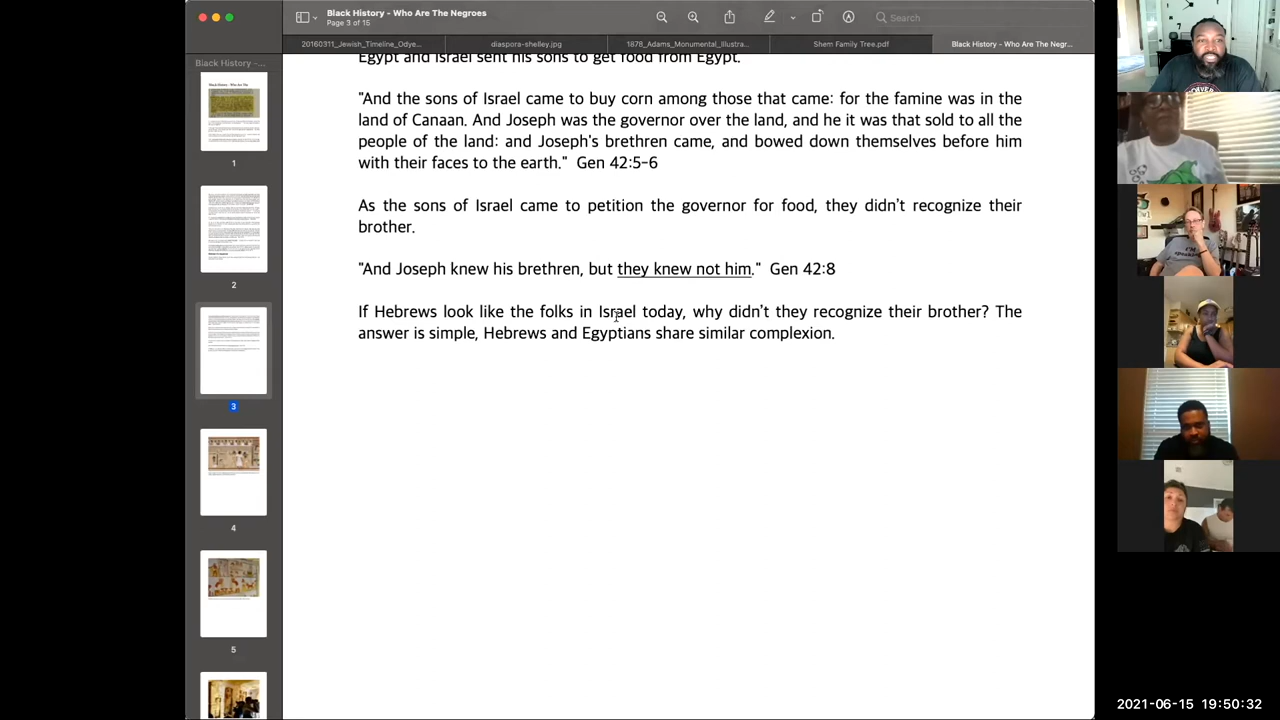 Black History - Who Are The Negroes
Page 3 of 15
Search
20160311_Jewish_Timeline_Odye...
diaspora-shelley.jpg
1878_Adams_Monumental_Illustra...
Shem Family Tree.pdf
Black History - Who Are The Negr...
Black History -...
1
2
3
4
5
Egypt and Israel sent his sons to get food from Egypt.
"And the sons of Israel came to buy corn among those that came: for the famine was in the
land of Canaan. And Joseph was the governor over the land, and he it was that sold to all the
people of the land: and Joseph's brethren came, and bowed down themselves before him
with their faces to the earth." Gen 42:5-6
As the sons of Israel came to petition the governor for food, they didn't recognize their
brother.
"And Joseph knew his brethren, but they knew not him." Gen 42:8
If Hebrews look like the folks in Israel today, why didn't they recognize their brother? The
answer is simple, Hebrews and Egyptians share similar complexion.
2021-06-15 19:50:32